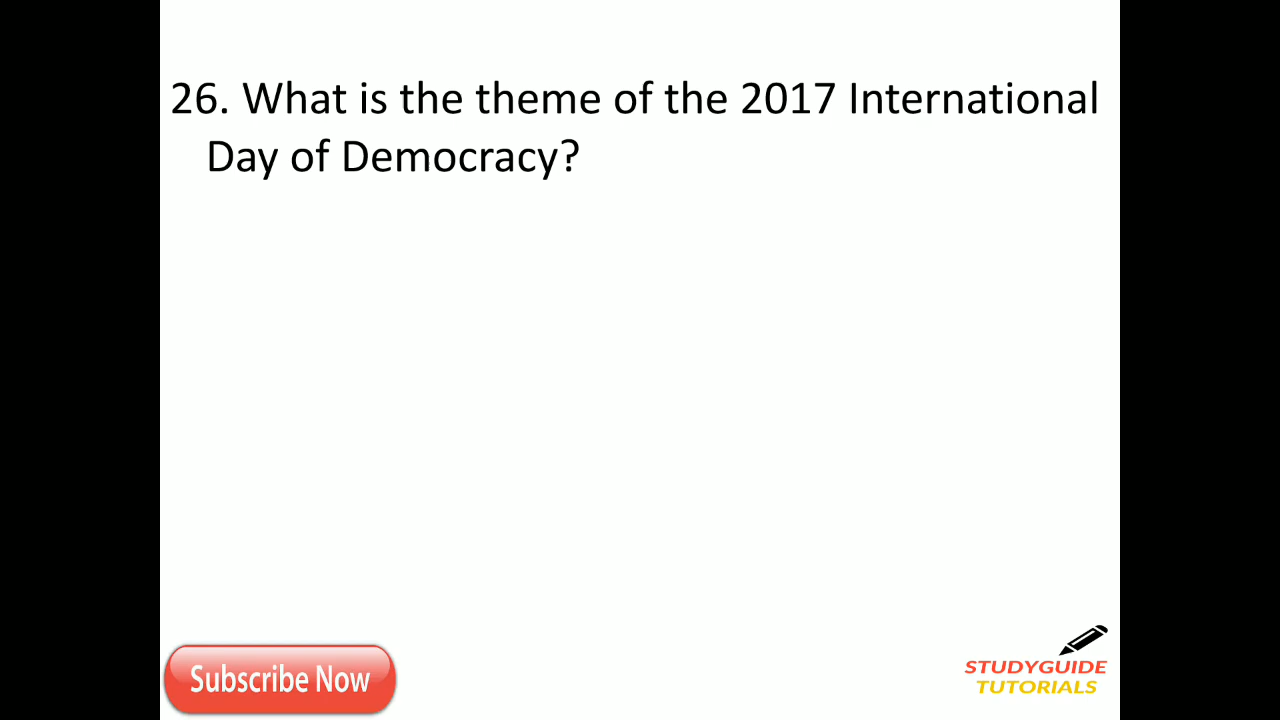 26. What is the theme of the 2017 International
Day of Democracy?
Subscribe Now
STUDYGUIDE
TUTORIALS